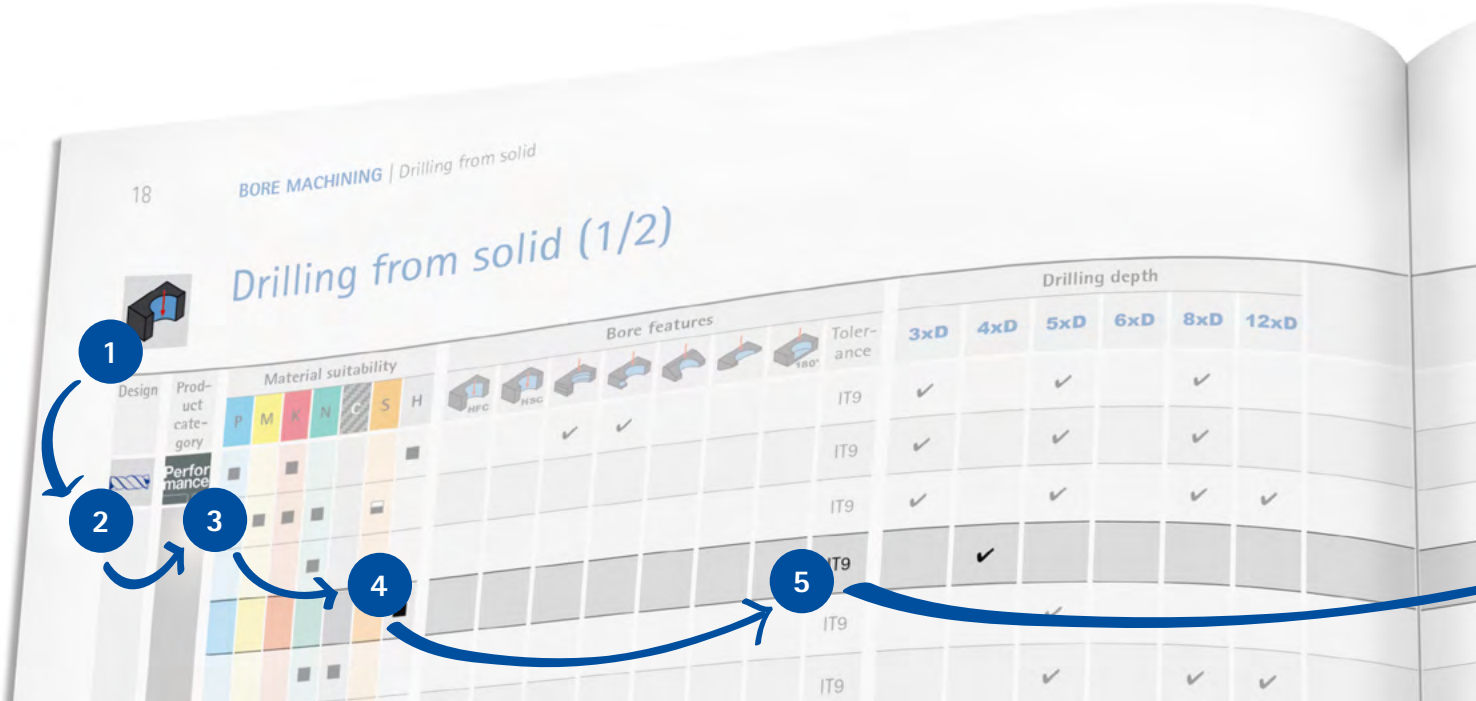 18
BORE MACHINING | Drilling from solid
Drilling from solid (1/2)
Drilling depth
Bore features
Toler-
ance
3xD 4xD 5xD 6xD 8xD 12xD
1
Material suitability
Design
Prod-
uct
cate-
gory
P M K N C S H
HFC HSC 180°
IT9
Perfor
mance
IT9
2
3
IT9
4
5
IT9
IT9
IT9